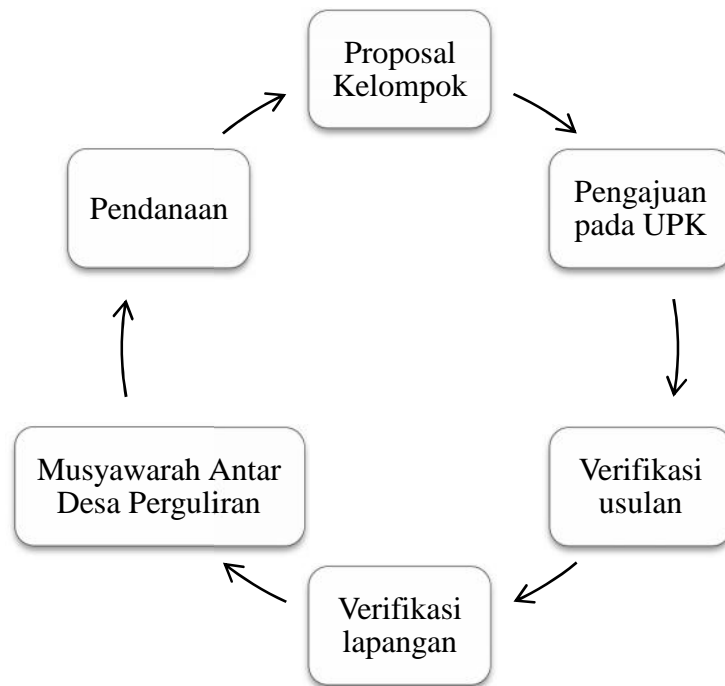 Proposal
Kelompok
Pengajuan
pada UPK
Verifikasi
usulan
Verifikasi
lapangan
Musyawarah Antar
Desa Perguliran
Pendanaan